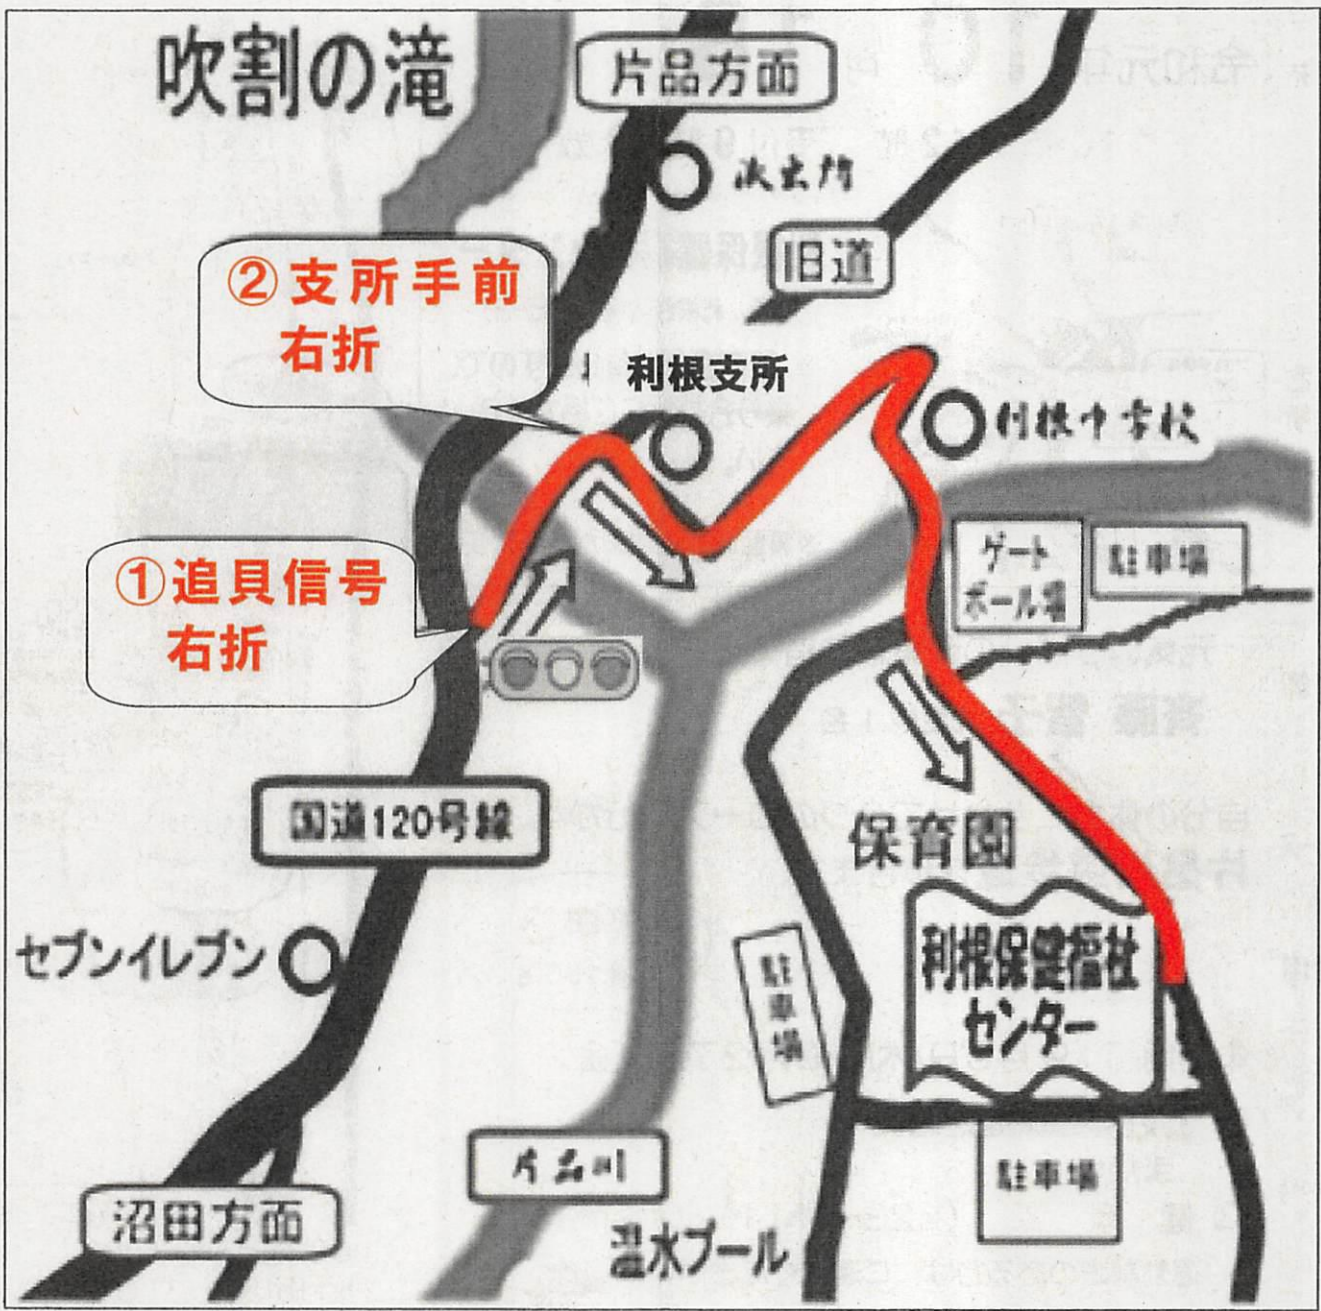 吹割の滝
片品方面
派出所
旧道
②支所手前
右折
利根支所
利根中学校
①追貝信号
右折
ゲート
ボール場
駐車場
国道120号線
保育園
セブンイレブン
利根保健福祉
センター
駐車場
駐車場
片品川
沼田方面
温水プール